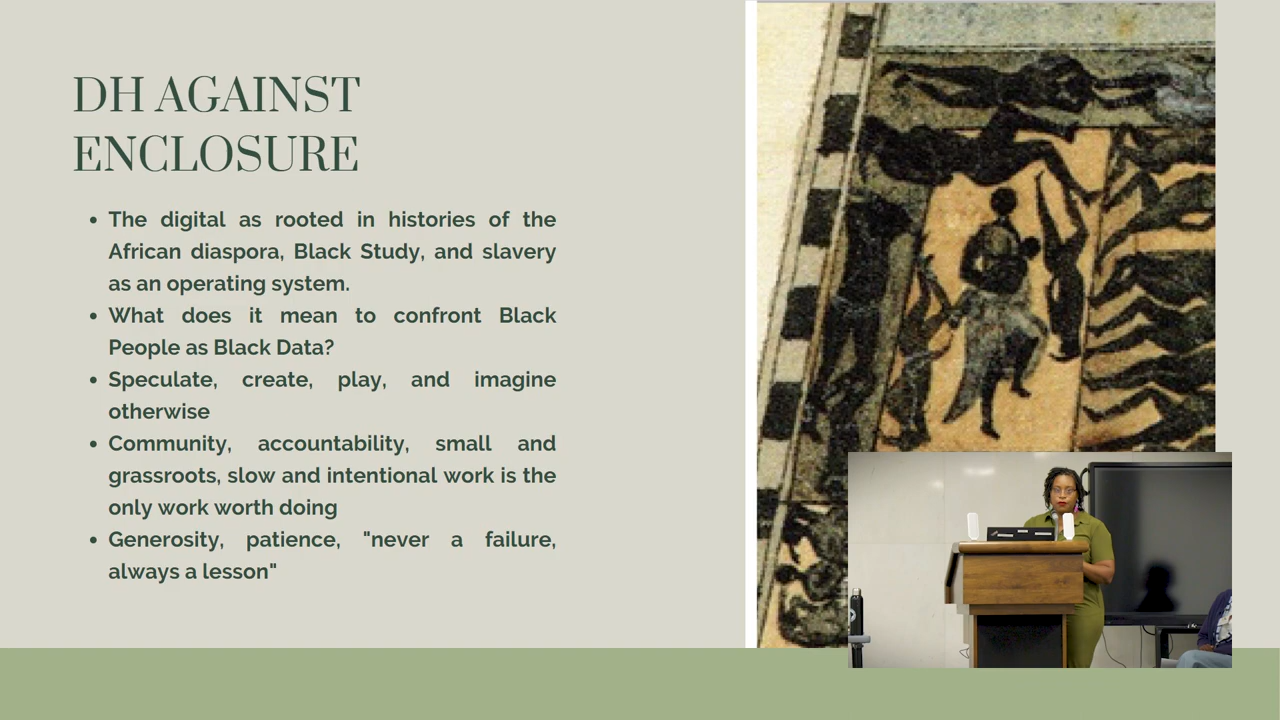 DH AGAINST
ENCLOSURE
• The digital as rooted in histories of the
African diaspora, Black Study, and slavery
as an operating system.
• What does it mean to confront Black
People as Black Data?
• Speculate, create, play, and imagine
otherwise
• Community, accountability, small and
grassroots, slow and intentional work is the
only work worth doing
• Generosity, patience, "never a failure,
always a lesson"